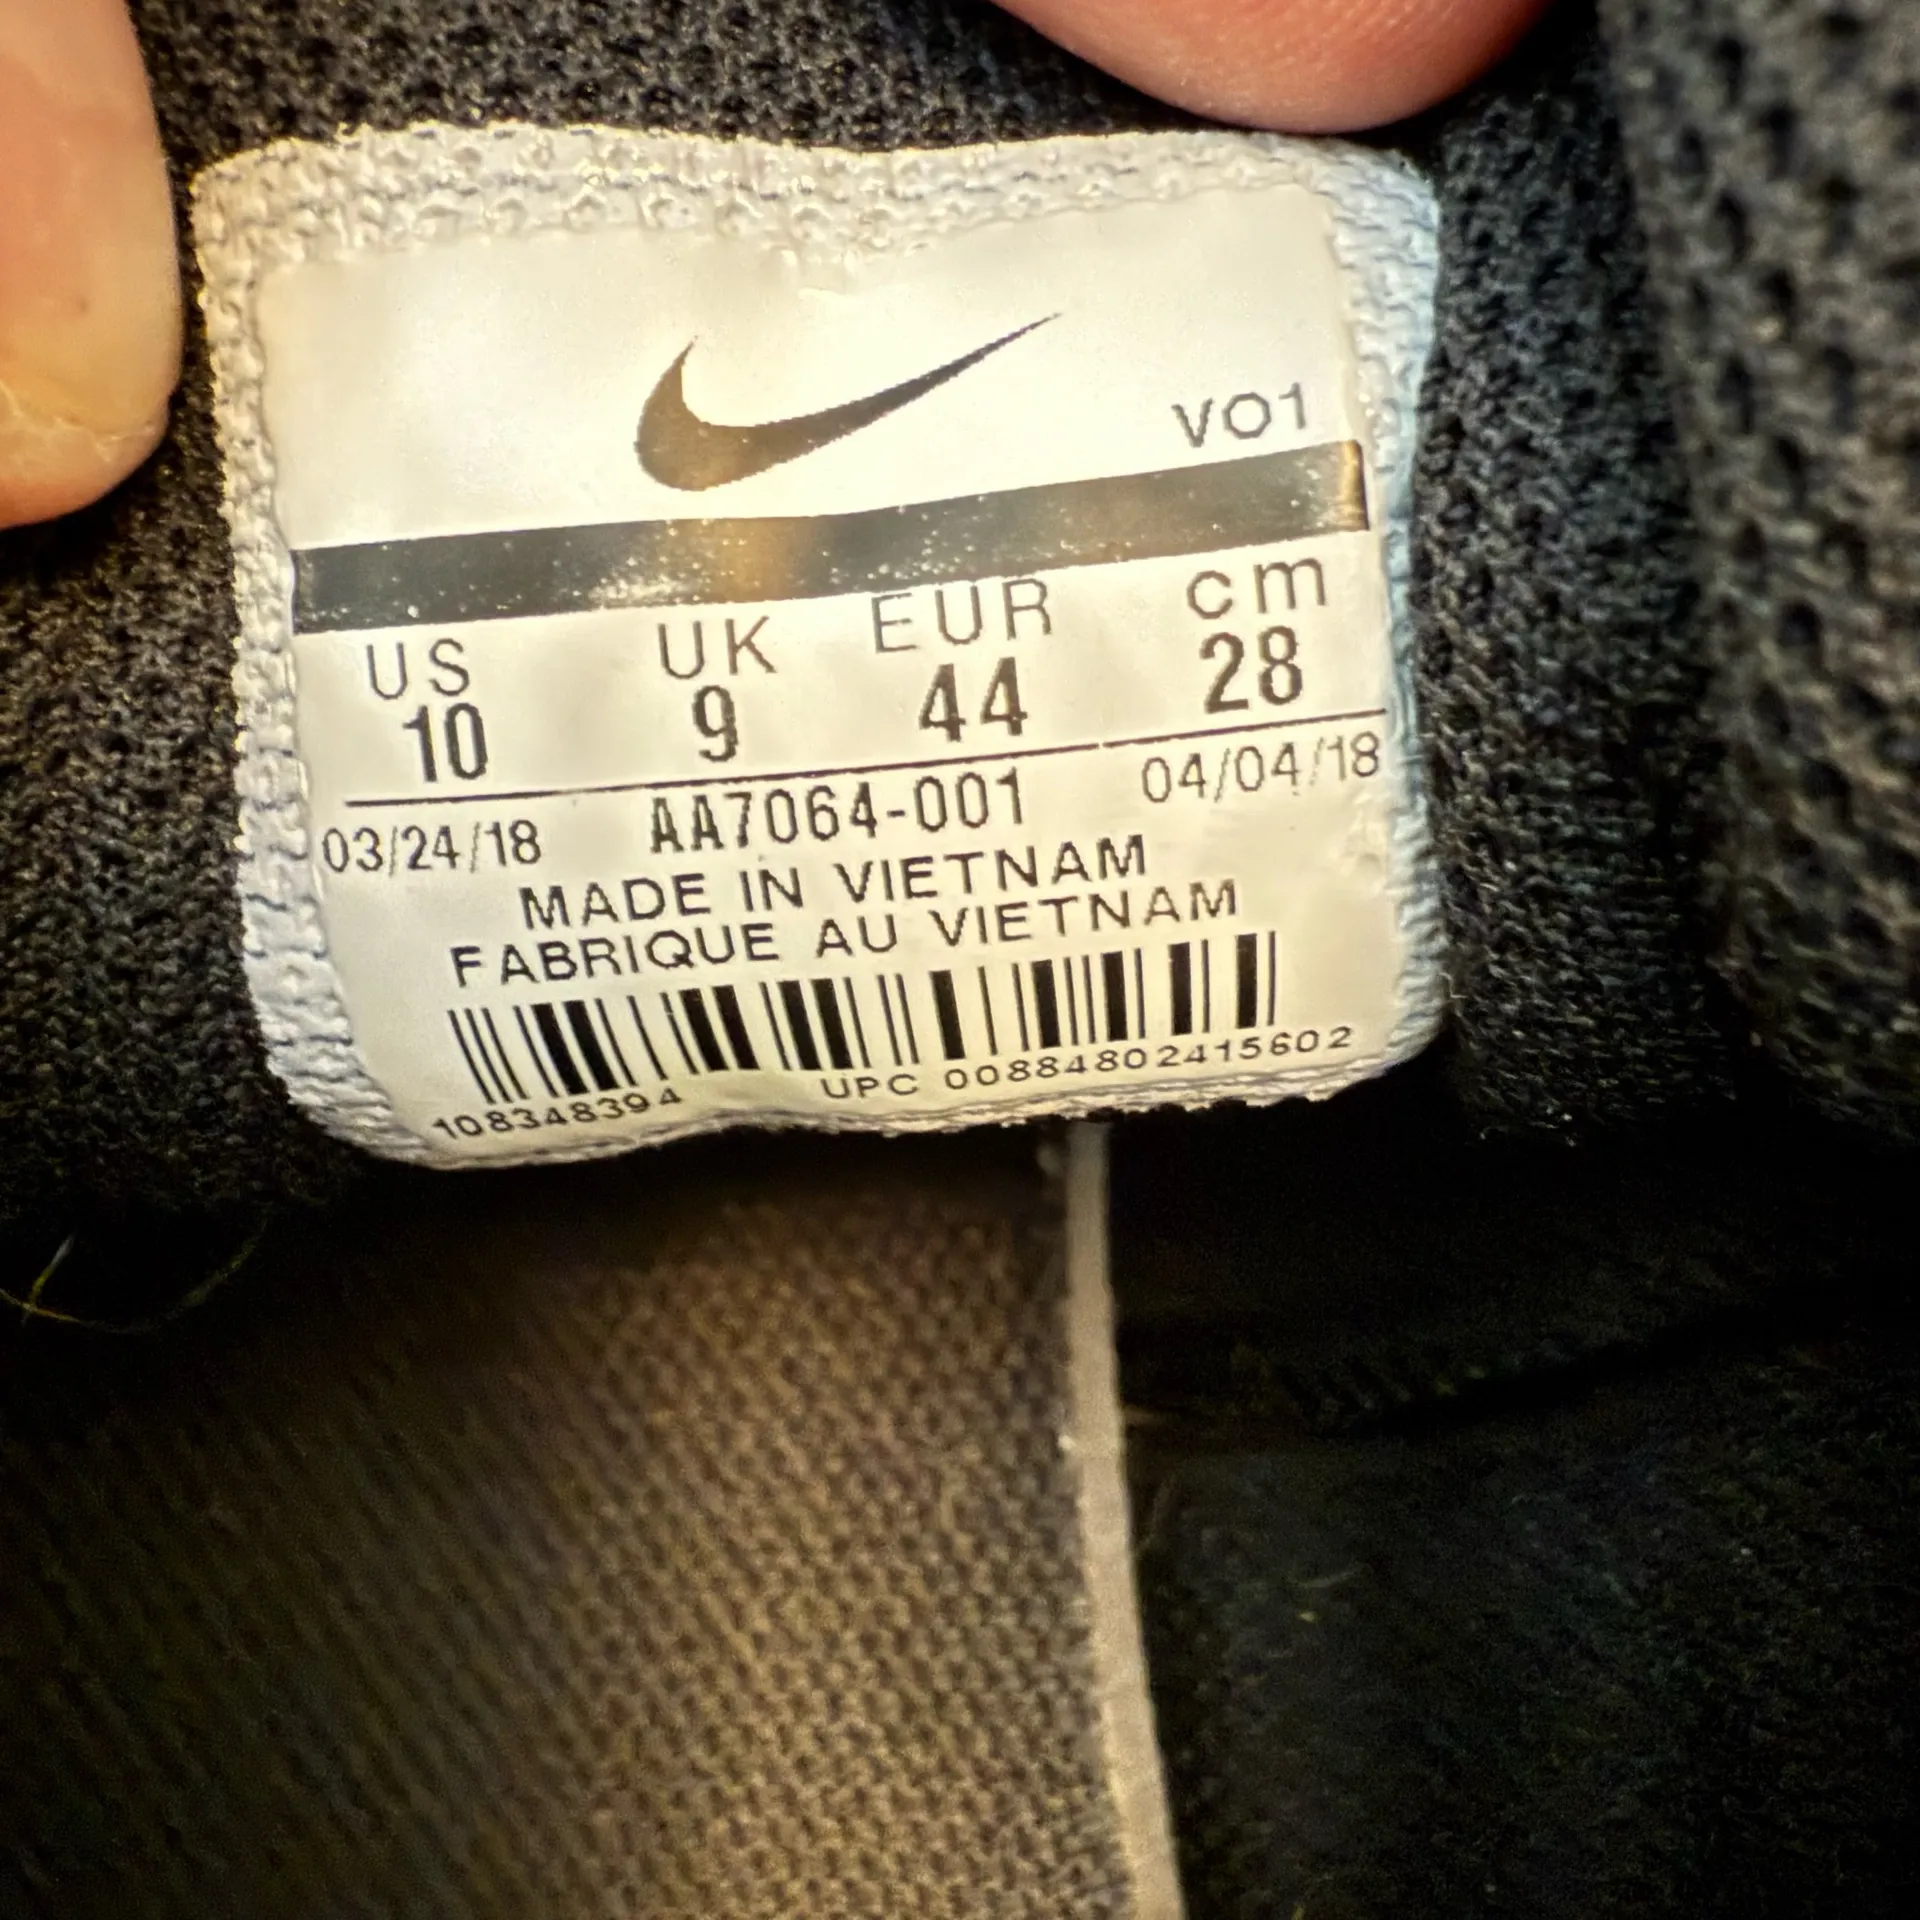 VO1
US UK EUR cm
10 9 44 28
03/24/18 AA7064-001 04/04/18
MADE IN VIETNAM
FABRIQUE AU VIETNAM
108348394 UPC 00884802415602